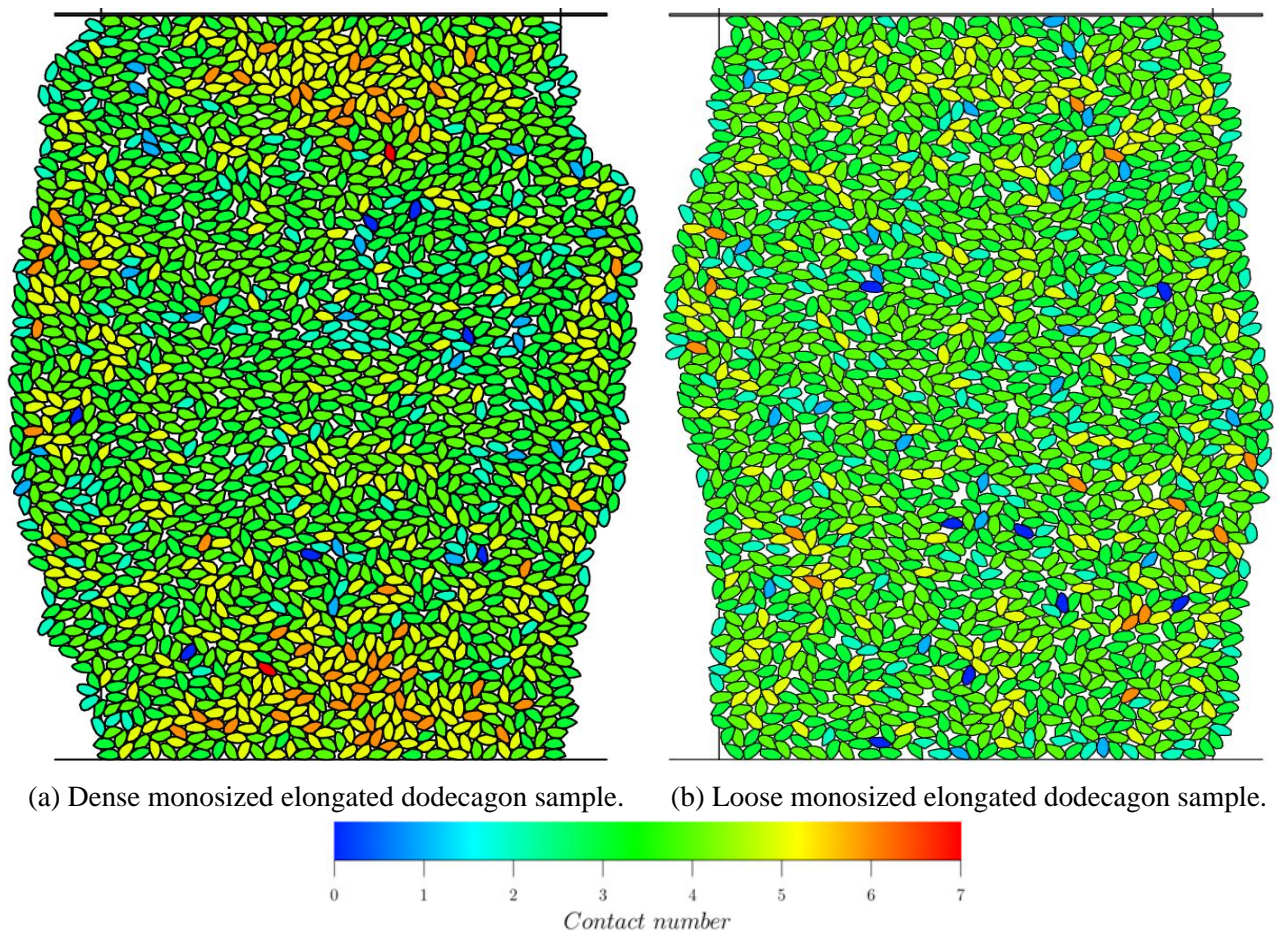 (a) Dense monosized elongated dodecagon sample.
(b) Loose monosized elongated dodecagon sample.
0 1 2 3 4 5 6 7
Contact number